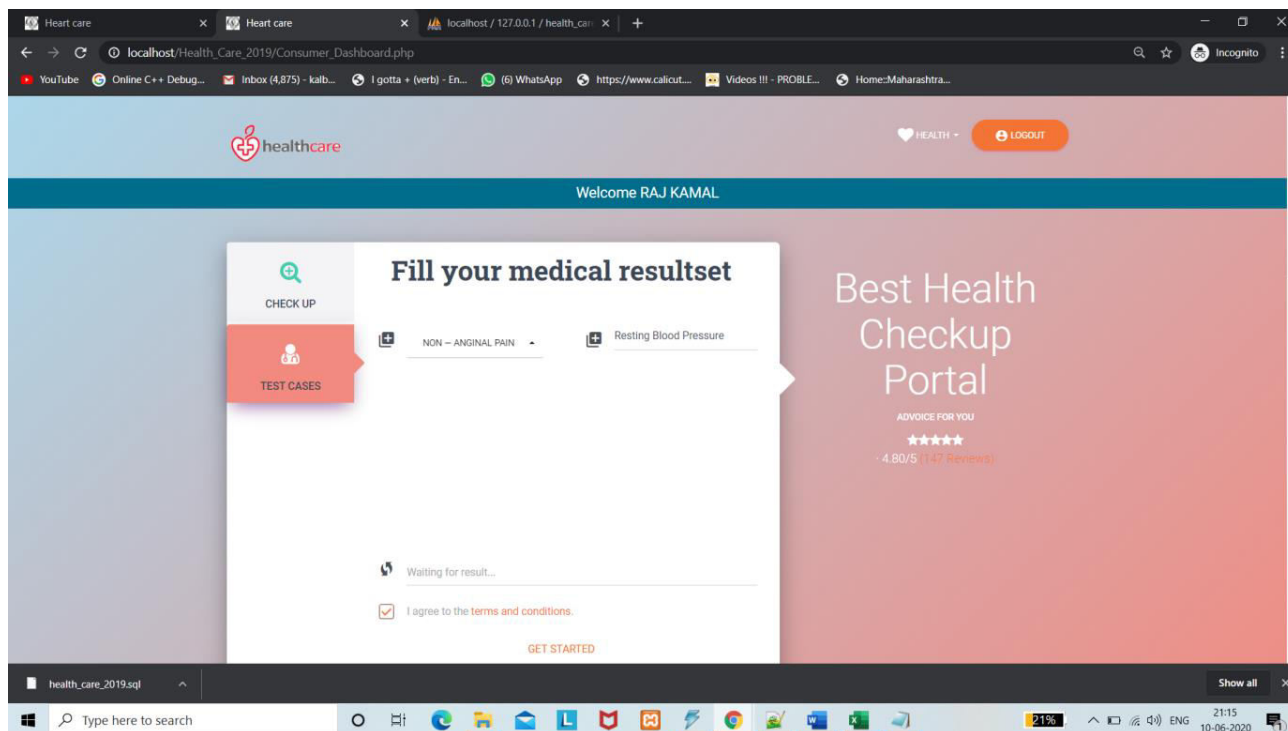 Heart care
Heart care
localhost / 127.0.0.1 / health_car
localhost/Health_Care_2019/Consumer_Dashboard.php
Incognito
YouTube
Online C++ Debug...
Inbox (4,875) - kalb...
I gotta + (verb) - En...
(6) WhatsApp
https://www.calicut....
Videos !!! - PROBLE...
Home::Maharashtra...
healthcare
HEALTH
LOGOUT
Welcome RAJ KAMAL
CHECK UP
TEST CASES
Fill your medical resultset
NON – ANGINAL PAIN
Resting Blood Pressure
Waiting for result...
I agree to the terms and conditions.
GET STARTED
Best Health
Checkup
Portal
ADVOICE FOR YOU
- 4.80/5 (147 Reviews)
health_care_2019.sql
Show all
Type here to search
21%
ENG
21:15
10-06-2020